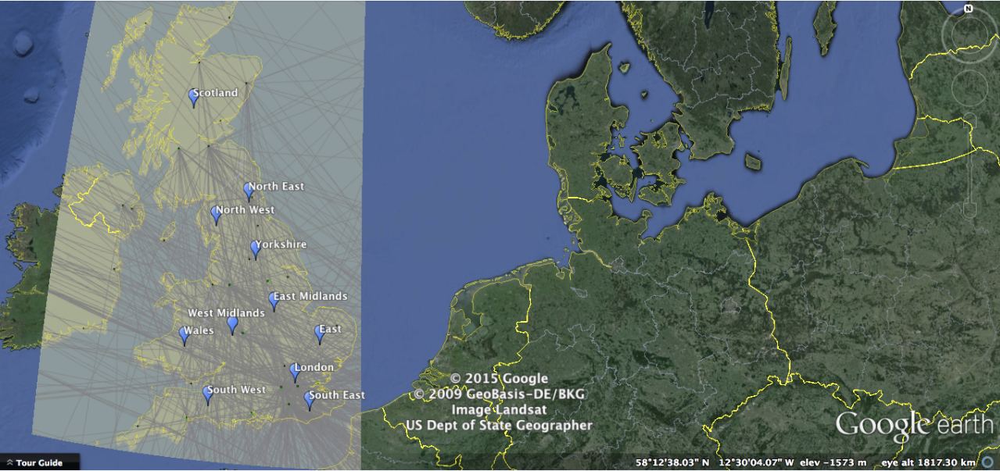 N
Scotland
North East
North West
Yorkshire
East Midlands
West Midlands
Wales
East
London
South West
South East
© 2015 Google
© 2009 GeoBasis-DE/BKG
Image Landsat
US Dept of State Geographer
Google earth
Tour Guide
58°12'38.03" N 12°30'04.07" W elev -1573 m eye alt 1817.30 km